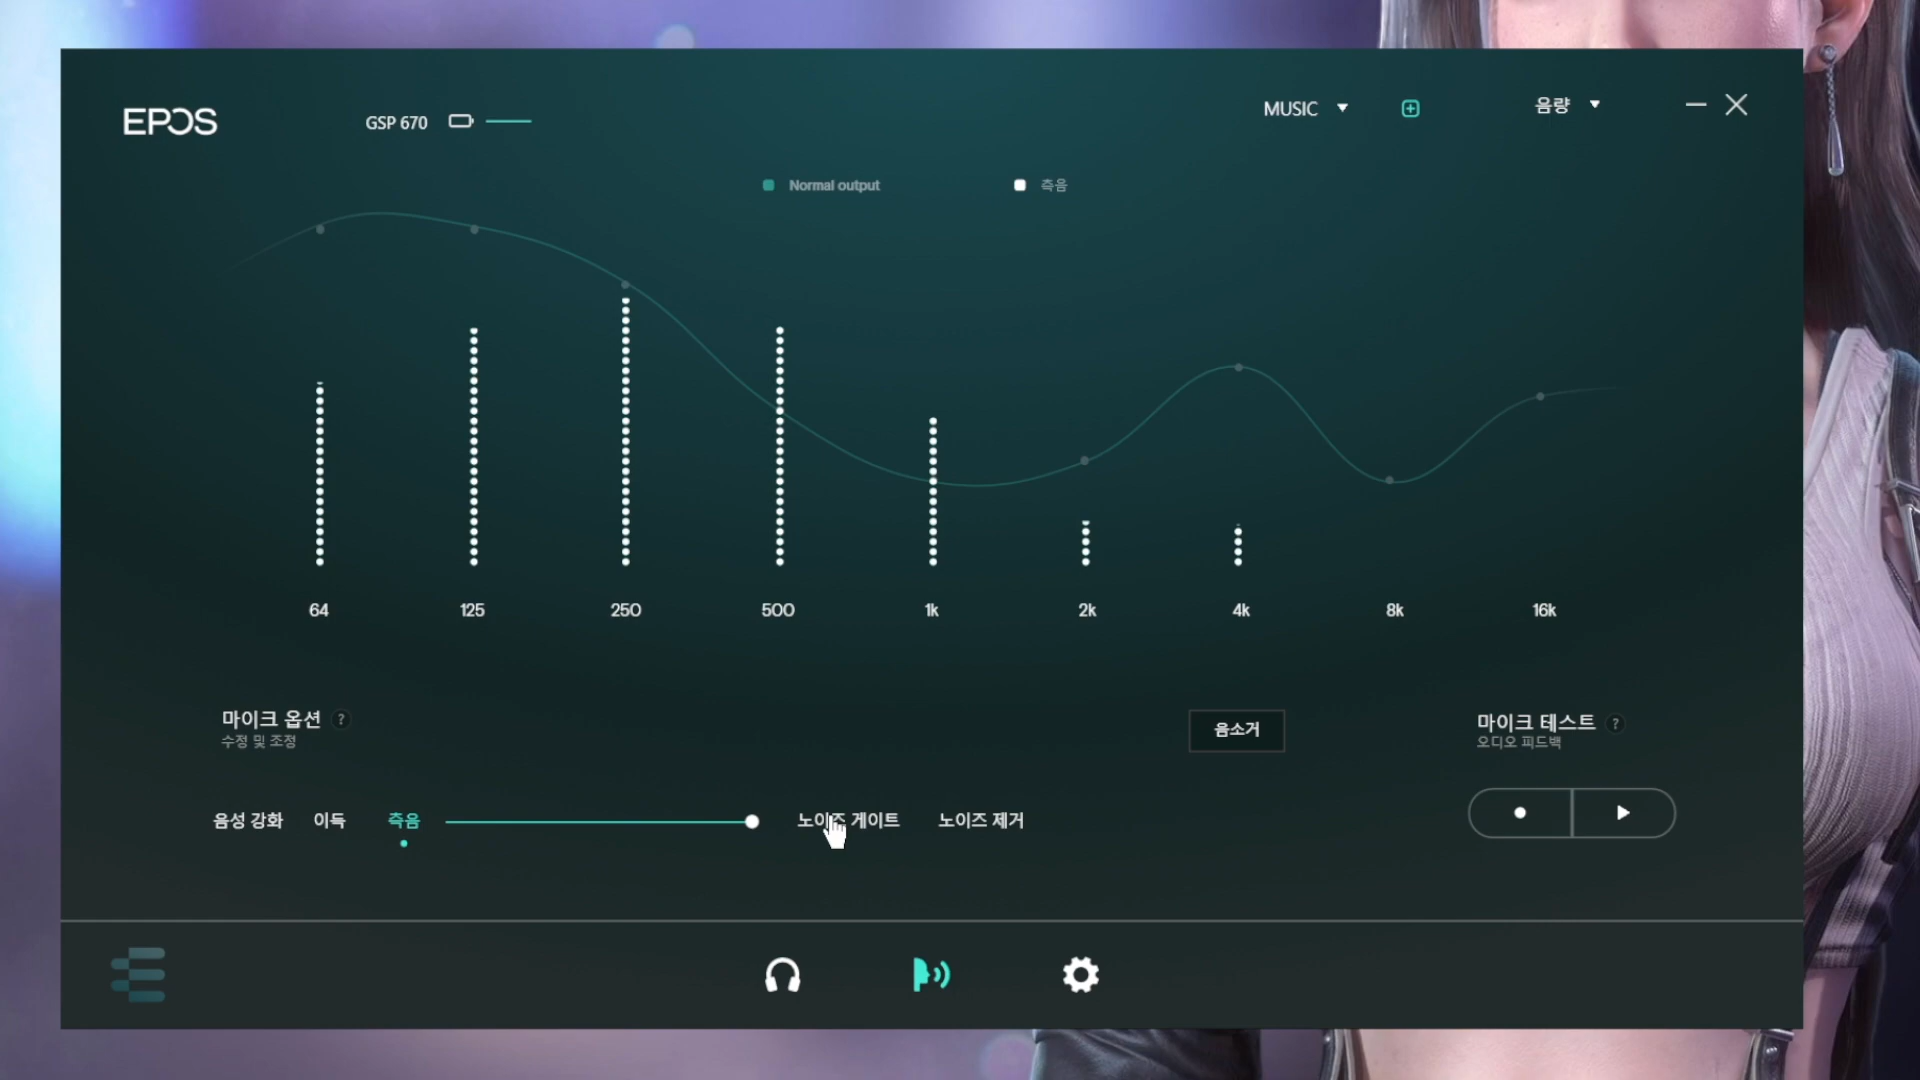 EPOS
GSP 670
MUSIC
음량
Normal output
측음
64 125 250 500 1k 2k 4k 8k 16k
마이크 옵션 ?
수정 및 조정
음소거
마이크 테스트 ?
오디오 피드백
음성 강화 이득 측음 노이즈 게이트 노이즈 제거